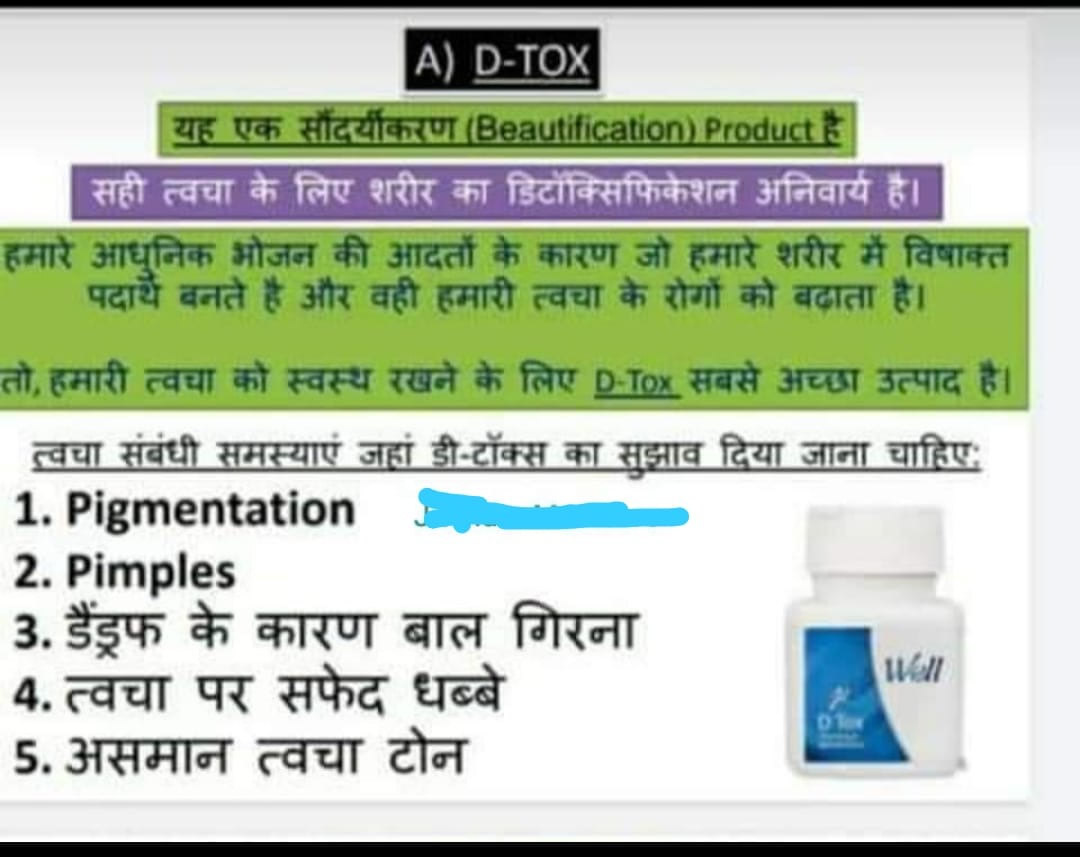 A) D-TOX
यह एक सौंदर्यीकरण (Beautification) Product है
सही त्वचा के लिए शरीर का डिटॉक्सिफिकेशन अनिवार्य है।
हमारे आधुनिक भोजन की आदतों के कारण जो हमारे शरीर में विषाक्त
पदार्थ बनते है और वही हमारी त्वचा के रोगों को बढ़ाता है।
तो, हमारी त्वचा को स्वस्थ रखने के लिए D-Tox सबसे अच्छा उत्पाद है।
त्वचा संबंधी समस्याएं जहां डी-टॉक्स का सुझाव दिया जाना चाहिए:
1. Pigmentation
2. Pimples
3. डैंड्रफ के कारण बाल गिरना
4. त्वचा पर सफेद धब्बे
5. असमान त्वचा टोन
Well
D Tox